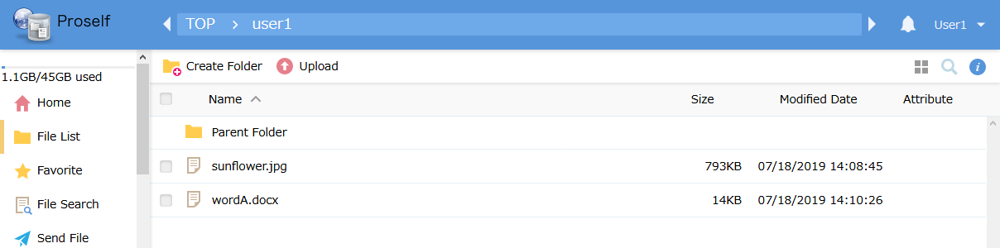 Proself
TOP > user1
User1
1.1GB/45GB used
Home
File List
Favorite
File Search
Send File
Create Folder Upload
Name Size Modified Date Attribute
Parent Folder
sunflower.jpg 793KB 07/18/2019 14:08:45
wordA.docx 14KB 07/18/2019 14:10:26